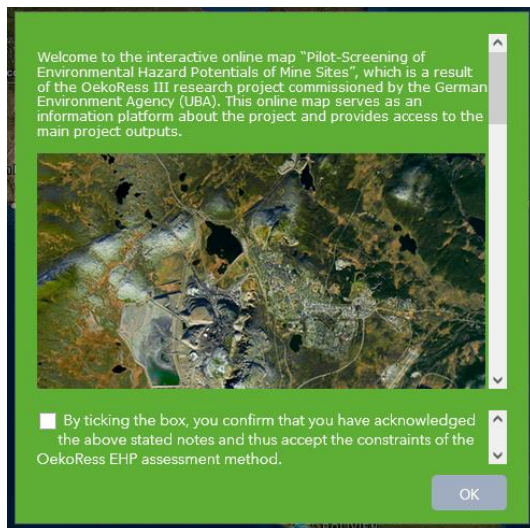 Welcome to the interactive online map "Pilot-Screening of
Environmental Hazard Potentials of Mine Sites", which is a result
of the OekoRess III research project commissioned by the German
Environment Agency (UBA). This online map serves as an
information platform about the project and provides access to the
main project outputs.
By ticking the box, you confirm that you have acknowledged
the above stated notes and thus accept the constraints of the
OekoRess EHP assessment method.
OK